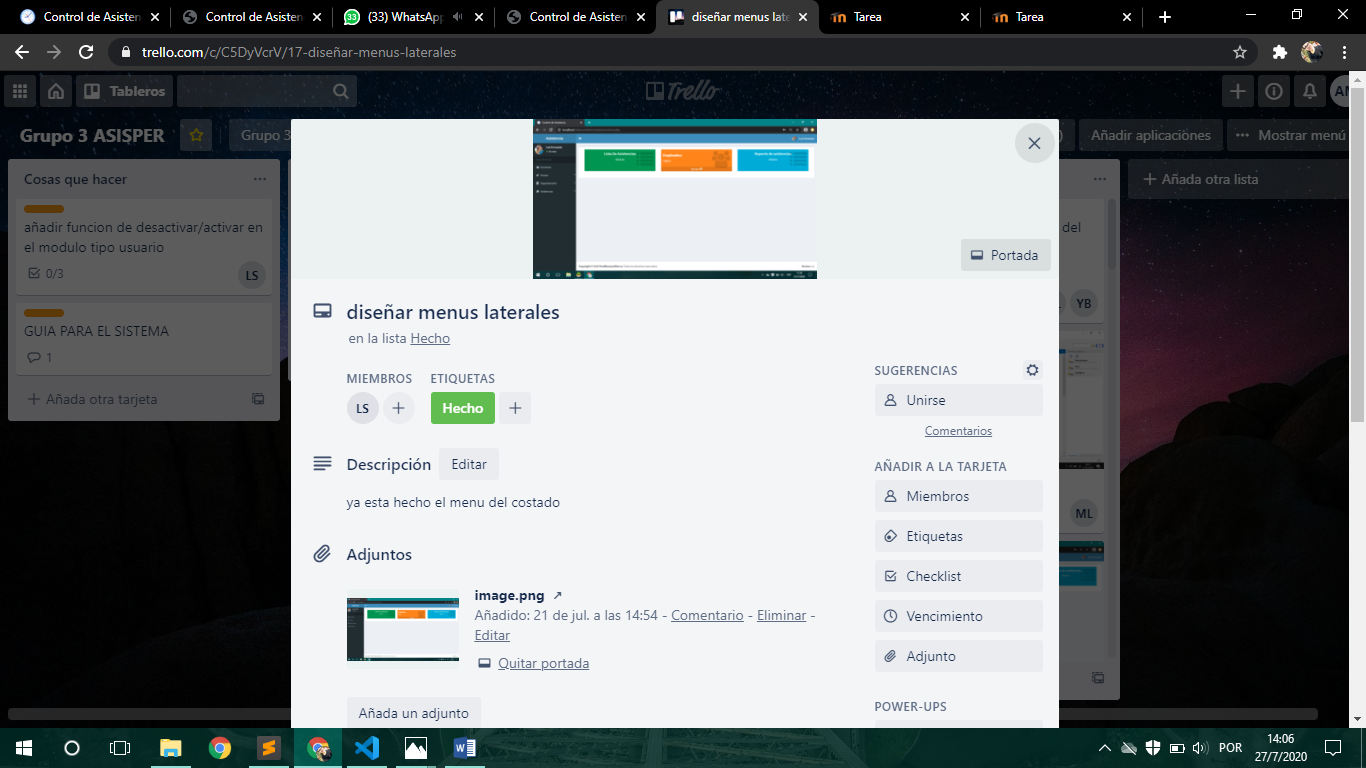 Control de Asisten
Control de Asisten
(33) WhatsApp
Control de Asisten
diseñar menus late
Tarea
Tarea
trello.com/c/C5DyVcrV/17-diseñar-menus-laterales
Tableros
Trello
Grupo 3 ASISPER
Grupo 3
Añadir aplicaciones
Mostrar menú
Cosas que hacer
añadir funcion de desactivar/activar en
el modulo tipo usuario
0/3
LS
GUIA PARA EL SISTEMA
1
Añada otra tarjeta
Portada
diseñar menus laterales
en la lista Hecho
MIEMBROS
ETIQUETAS
LS
Hecho
Descripción
Editar
ya esta hecho el menu del costado
Adjuntos
image.png
Añadido: 21 de jul. a las 14:54 - Comentario - Eliminar -
Editar
Quitar portada
Añada un adjunto
SUGERENCIAS
Unirse
Comentarios
AÑADIR A LA TARJETA
Miembros
Etiquetas
Checklist
Vencimiento
Adjunto
POWER-UPS
Añada otra lista
del
YB
ML
POR
14:06
27/7/2020